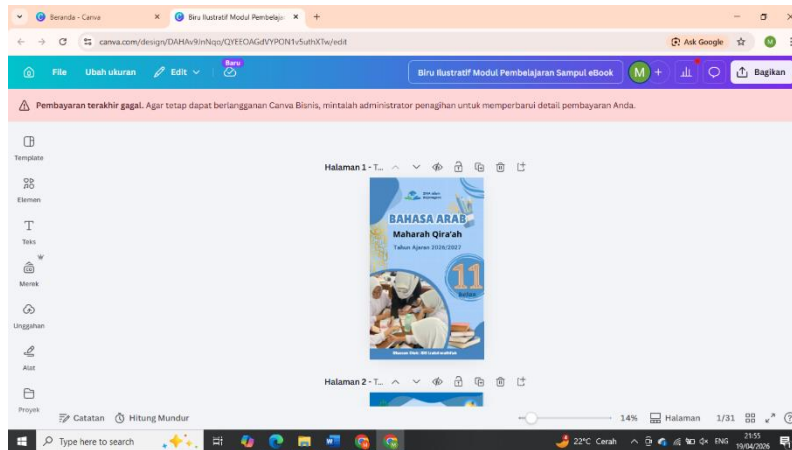 Beranda - Canva
Biru Ilustratif Modul Pembelajar
canva.com/design/DAHAv9JnNqo/QYEEOAGdVYPON1v5uthXTw/edit
Ask Google
M
File
Ubah ukuran
Edit
Baru
Biru Ilustratif Modul Pembelajaran Sampul eBook
M
Bagikan
Pembayaran terakhir gagal. Agar tetap dapat berlangganan Canva Bisnis, mintalah administrator penagihan untuk memperbarui detail pembayaran Anda.
Template
Elemen
Teks
Merek
Unggahan
Alat
Proyek
Halaman 1 - T...
BAHASA ARAB
Maharah Qira'ah
Tahun Ajaran 2026/2027
11
Halaman 2 - T...
Catatan
Hitung Mundur
14%
Halaman
1/31
Type here to search
22°C Cerah
ENG
21:55
19/04/2026